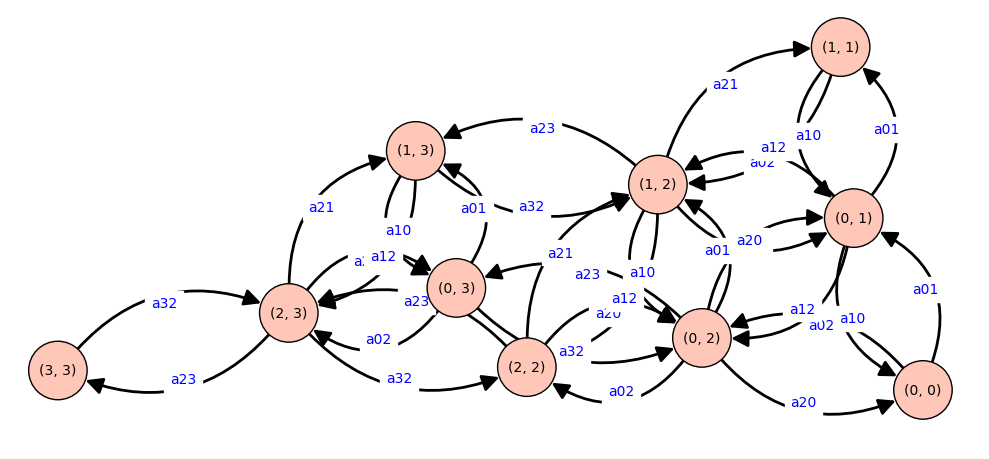 (1, 1)
a21
a01
a23
a10
a12
a02
(1, 3)
(1, 2)
a21
a01
a32
(0, 1)
a10
a20
a01
a21
a12
a23
a10
(0, 3)
a01
a32
a23
a12
(2, 3)
a12
a02
a10
a20
a02
(0, 2)
a32
(3, 3)
(2, 2)
a23
a32
a02
a20
(0, 0)